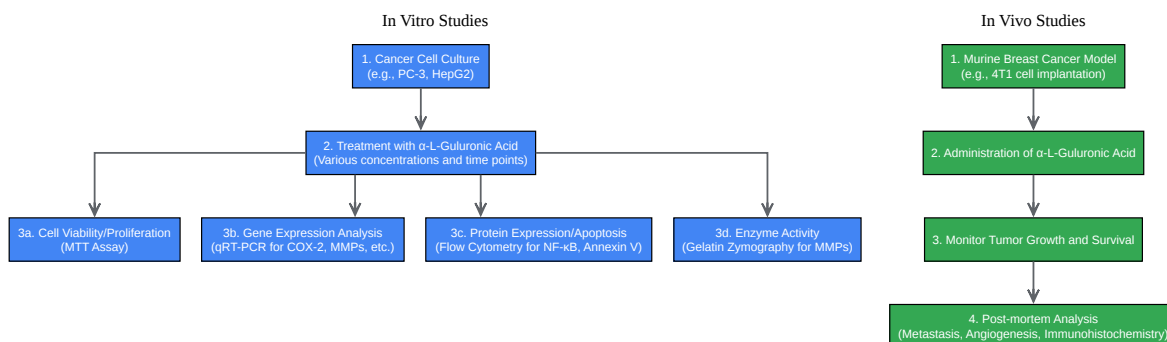 In Vitro Studies
1. Cancer Cell Culture
(e.g., PC-3, HepG2)
2. Treatment with α-L-Guluronic Acid
(Various concentrations and time points)
3a. Cell Viability/Proliferation
(MTT Assay)
3b. Gene Expression Analysis
(qRT-PCR for COX-2, MMPs, etc.)
3c. Protein Expression/Apoptosis
(Flow Cytometry for NF-κB, Annexin V)
3d. Enzyme Activity
(Gelatin Zymography for MMPs)
In Vivo Studies
1. Murine Breast Cancer Model
(e.g., 4T1 cell implantation)
2. Administration of α-L-Guluronic Acid
3. Monitor Tumor Growth and Survival
4. Post-mortem Analysis
(Metastasis, Angiogenesis, Immunohistochemistry)